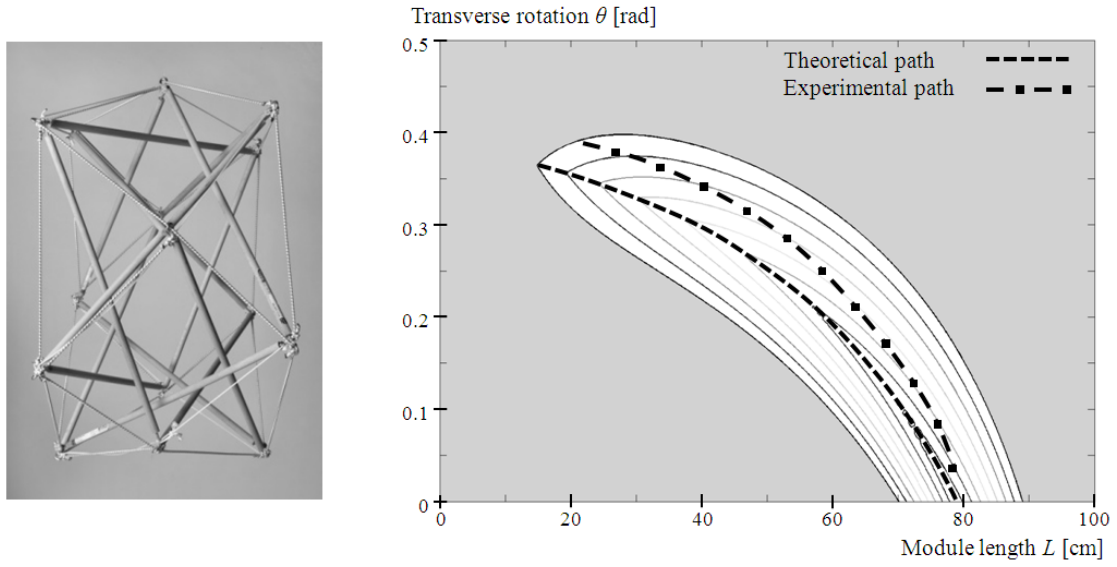 Transverse rotation θ [rad]
0.5
Theoretical path
Experimental path
0.4
0.3
0.2
0.1
0
0 20 40 60 80 100
Module length L [cm]